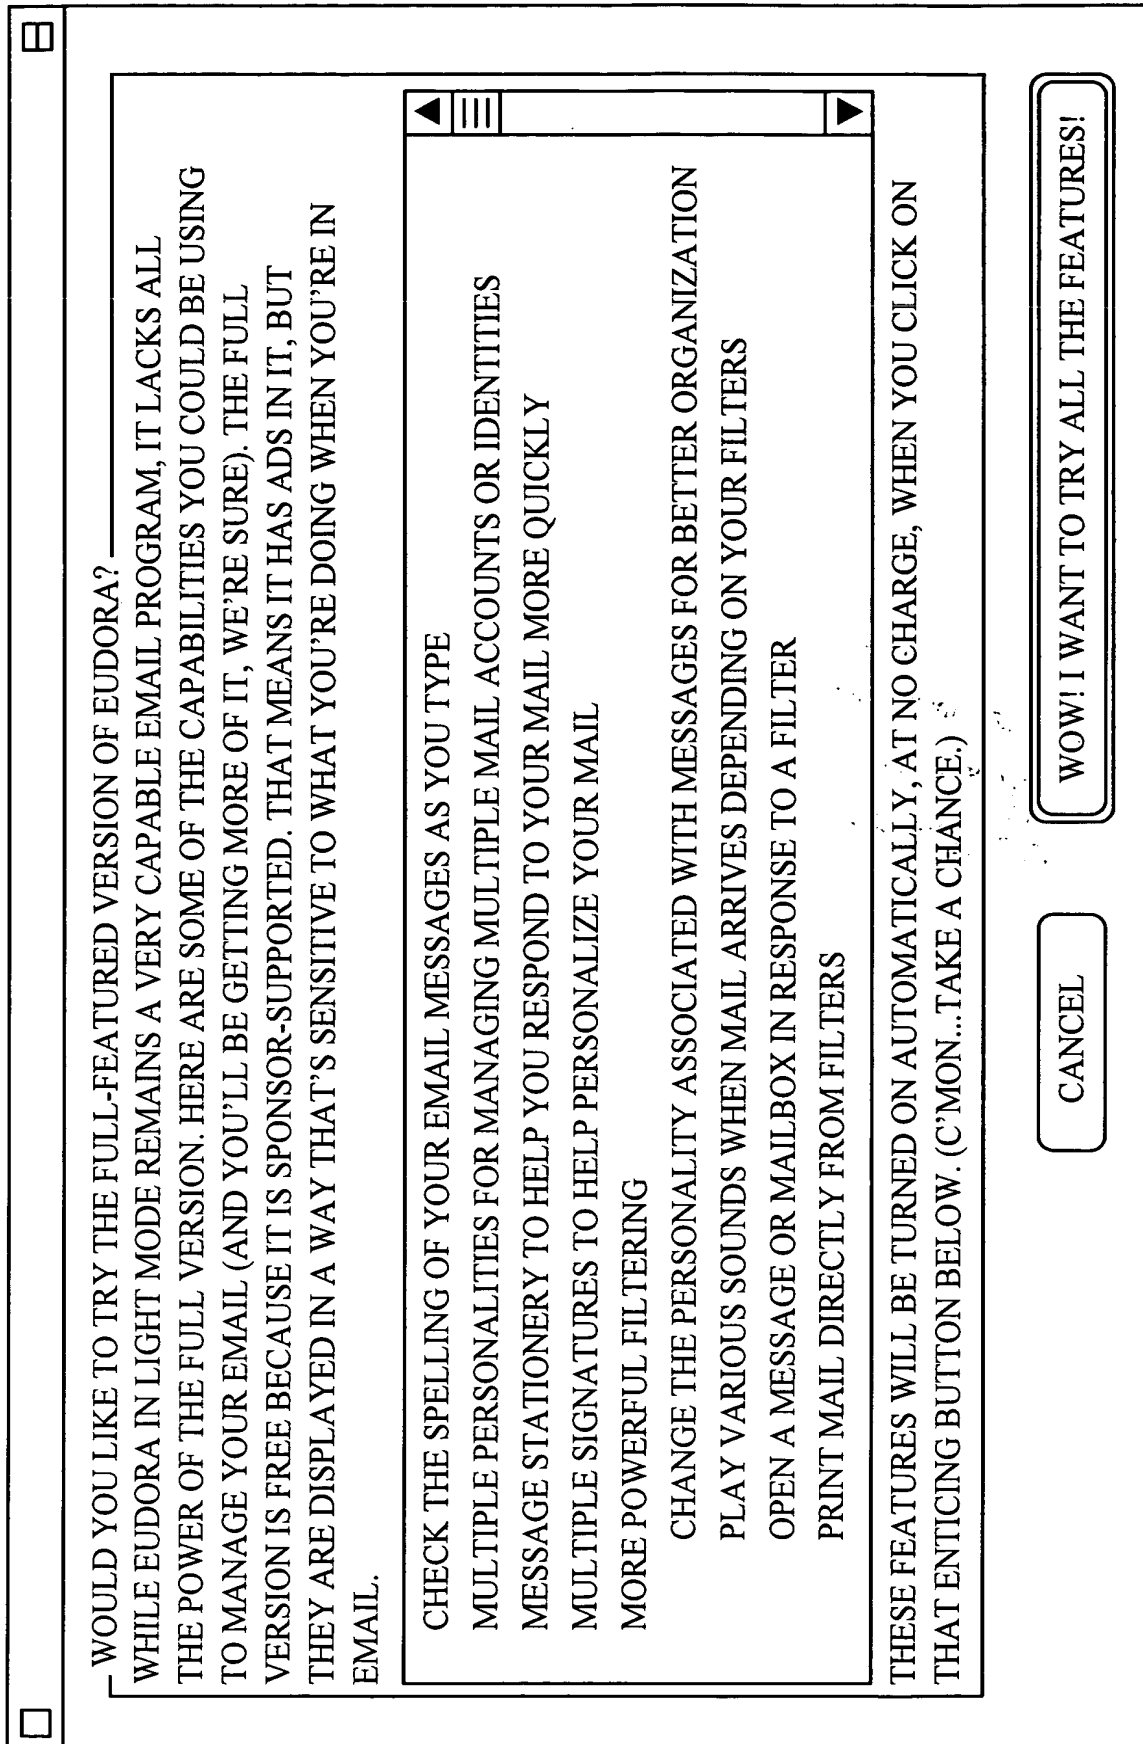 WOULD YOU LIKE TO TRY THE FULL-FEATURED VERSION OF EUDORA?
WHILE EUDORA IN LIGHT MODE REMAINS A VERY CAPABLE EMAIL PROGRAM, IT LACKS ALL
THE POWER OF THE FULL VERSION. HERE ARE SOME OF THE CAPABILITIES YOU COULD BE USING
TO MANAGE YOUR EMAIL (AND YOU'LL BE GETTING MORE OF IT, WE'RE SURE). THE FULL
VERSION IS FREE BECAUSE IT IS SPONSOR-SUPPORTED. THAT MEANS IT HAS ADS IN IT, BUT
THEY ARE DISPLAYED IN A WAY THAT'S SENSITIVE TO WHAT YOU'RE DOING WHEN YOU'RE IN
EMAIL.
CHECK THE SPELLING OF YOUR EMAIL MESSAGES AS YOU TYPE
MULTIPLE PERSONALITIES FOR MANAGING MULTIPLE MAIL ACCOUNTS OR IDENTITIES
MESSAGE STATIONERY TO HELP YOU RESPOND TO YOUR MAIL MORE QUICKLY
MULTIPLE SIGNATURES TO HELP PERSONALIZE YOUR MAIL
MORE POWERFUL FILTERING
CHANGE THE PERSONALITY ASSOCIATED WITH MESSAGES FOR BETTER ORGANIZATION
PLAY VARIOUS SOUNDS WHEN MAIL ARRIVES DEPENDING ON YOUR FILTERS
OPEN A MESSAGE OR MAILBOX IN RESPONSE TO A FILTER
PRINT MAIL DIRECTLY FROM FILTERS
THESE FEATURES WILL BE TURNED ON AUTOMATICALLY, AT NO CHARGE, WHEN YOU CLICK ON
THAT ENTICING BUTTON BELOW. (C'MON...TAKE A CHANCE.)
CANCEL
WOW! I WANT TO TRY ALL THE FEATURES!